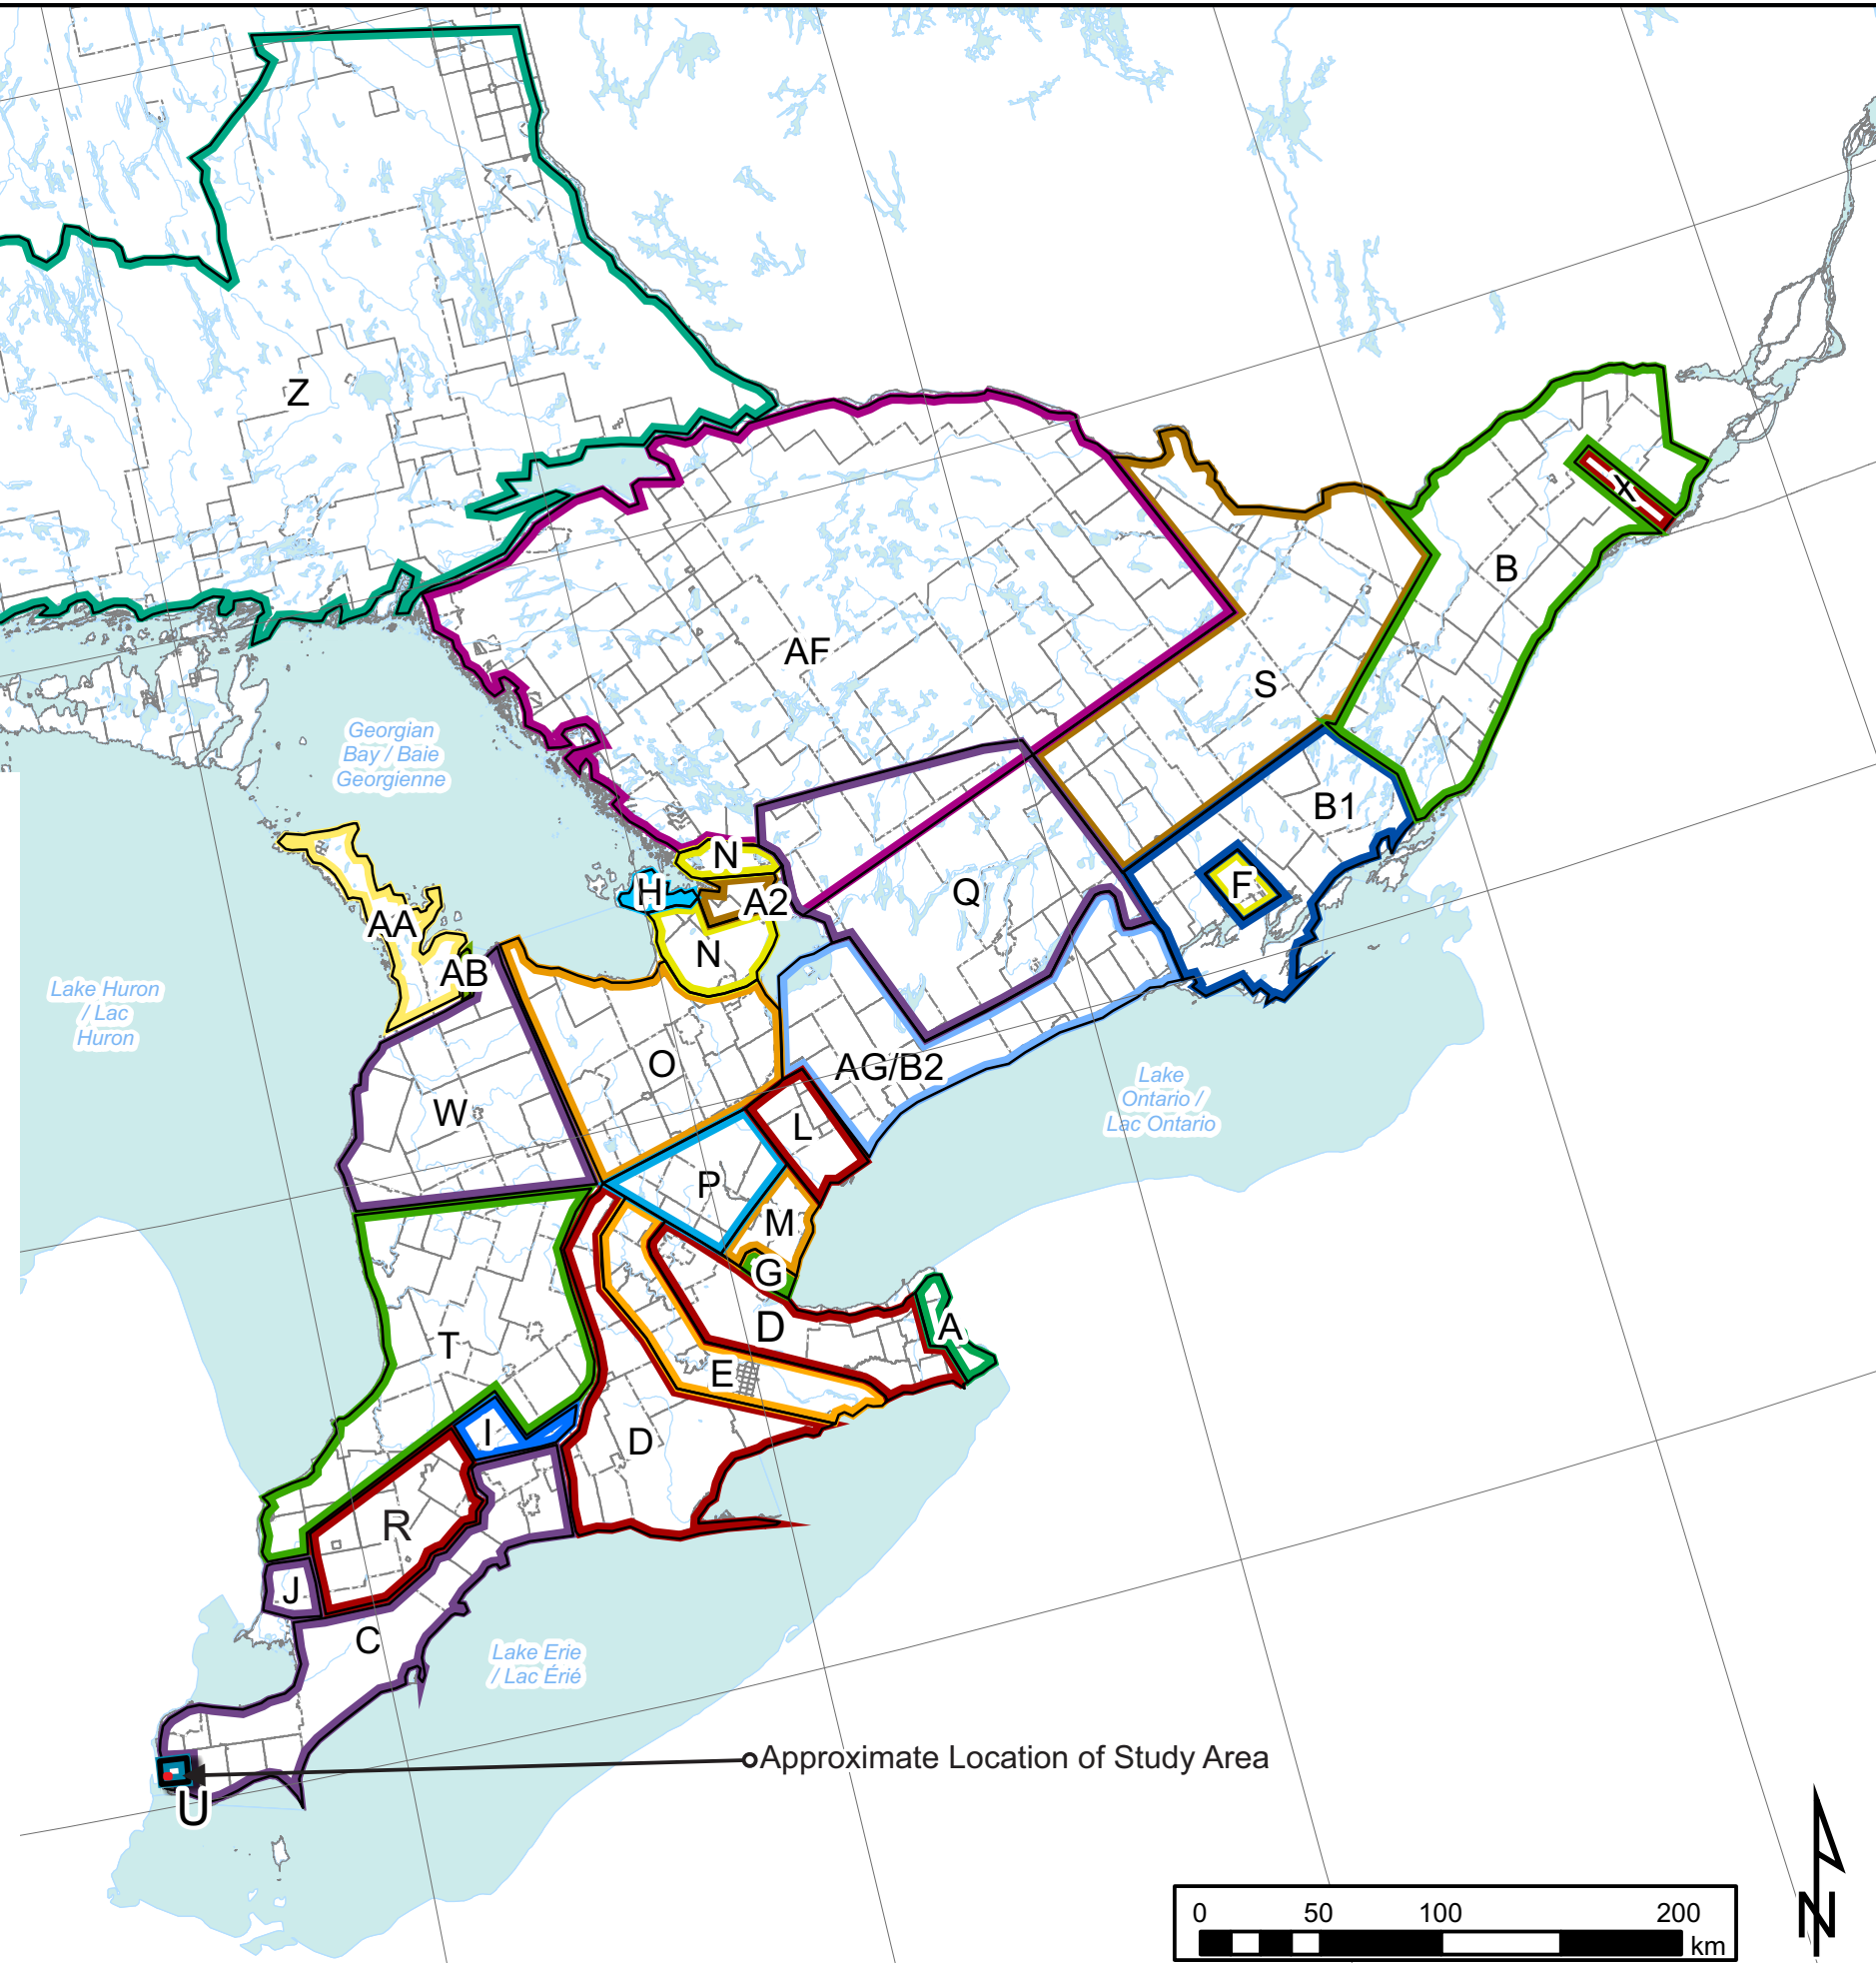 Z
X
B
AF
S
Georgian
Bay / Baie
Georgienne
B1
N
H
A2
F
Q
AA
N
AB
Lake Huron
/ Lac
Huron
O
AG/B2
Lake
Ontario /
Lac Ontario
W
L
P
M
G
D
A
T
E
I
D
R
J
C
Lake Erie
/ Lac Érié
Approximate Location of Study Area
U
0 50 100 200
km
N